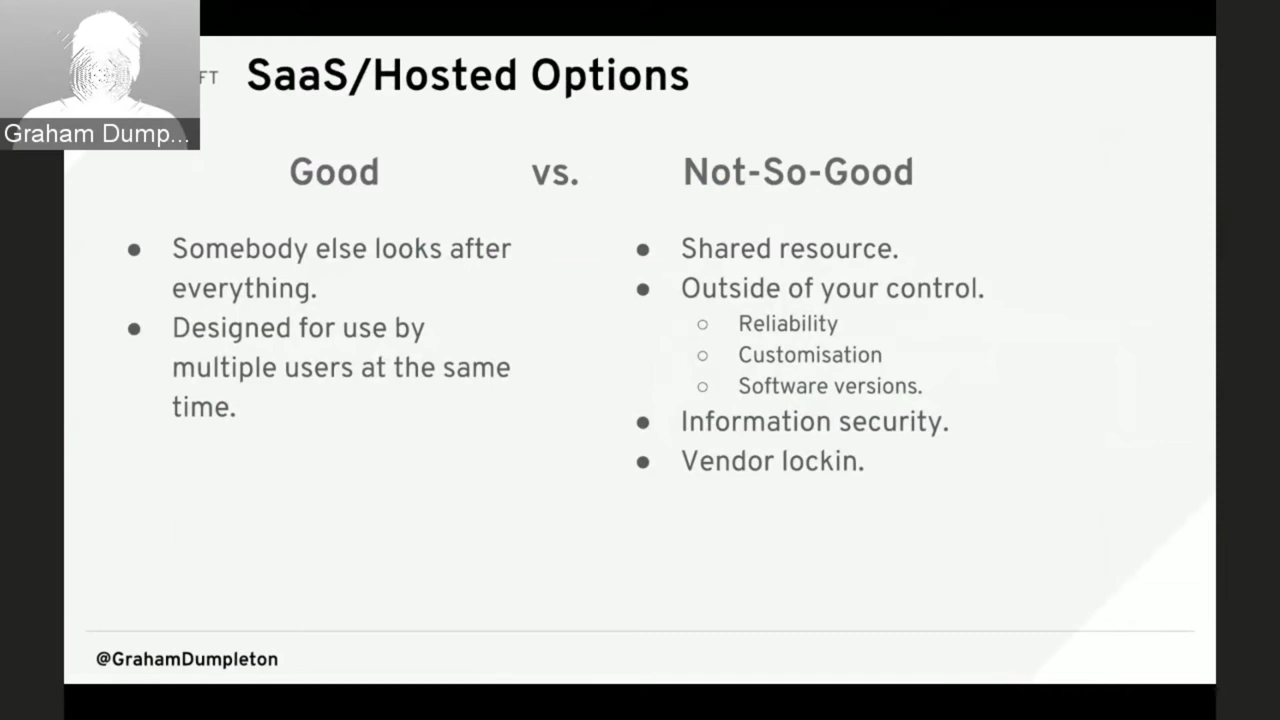 FT
SaaS/Hosted Options
Graham Dump...
Good vs. Not-So-Good
● Somebody else looks after
everything.
● Designed for use by
multiple users at the same
time.
● Shared resource.
● Outside of your control.
○ Reliability
○ Customisation
○ Software versions.
● Information security.
● Vendor lockin.
@GrahamDumpleton